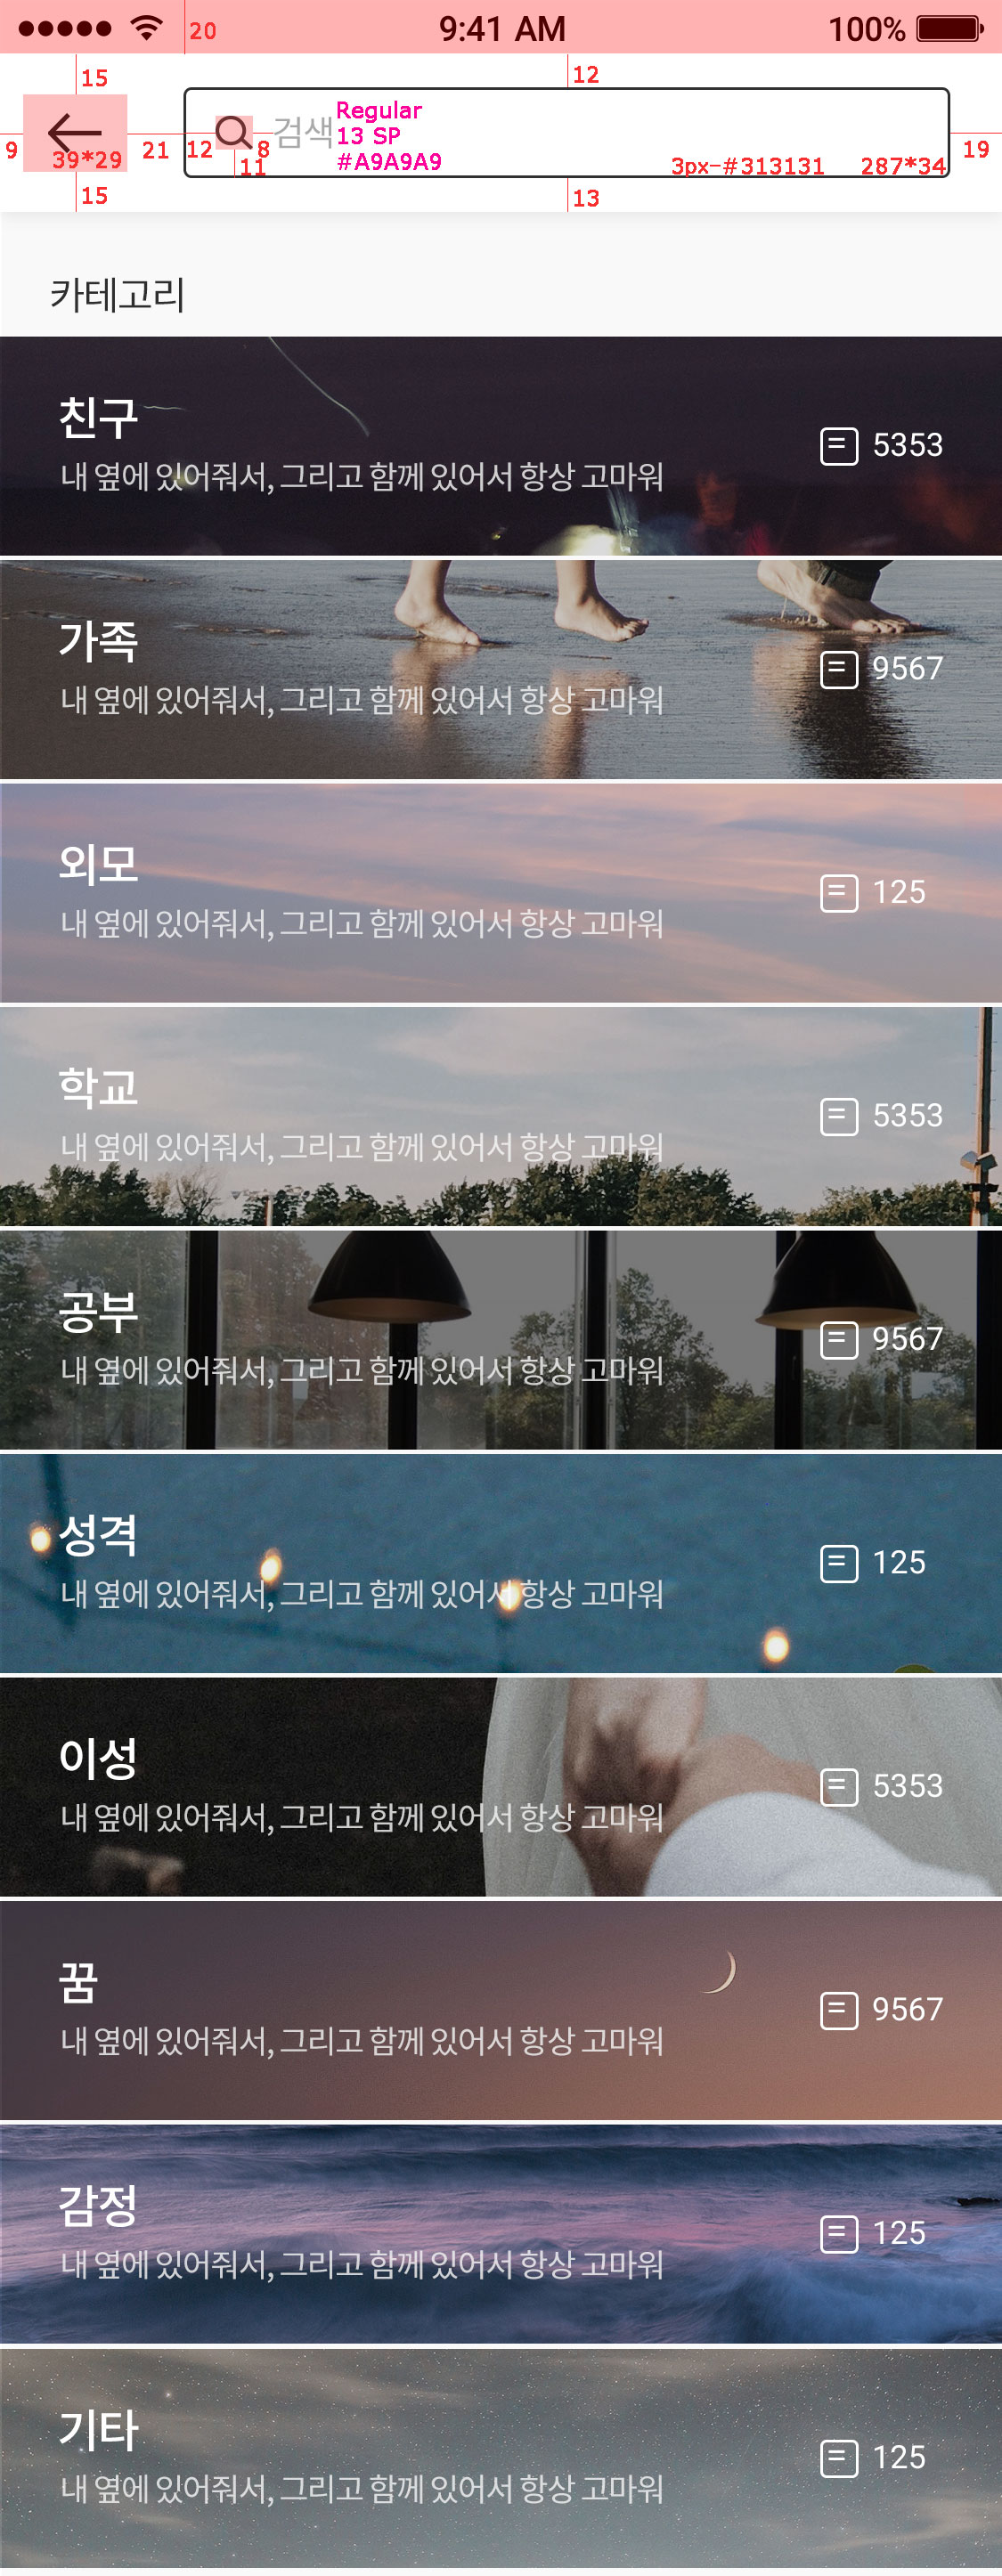 20 9:41 AM 100%
15 12
Regular
검색 13 SP
9 39*29 21 12 11 8 #A9A9A9 3px-#313131 287*34 19
15 13
카테고리
친구
5353
내 옆에 있어줘서, 그리고 함께 있어서 항상 고마워
가족
9567
내 옆에 있어줘서, 그리고 함께 있어서 항상 고마워
외모
125
내 옆에 있어줘서, 그리고 함께 있어서 항상 고마워
학교
5353
내 옆에 있어줘서, 그리고 함께 있어서 항상 고마워
공부
9567
내 옆에 있어줘서, 그리고 함께 있어서 항상 고마워
성격
125
내 옆에 있어줘서, 그리고 함께 있어서 항상 고마워
이성
5353
내 옆에 있어줘서, 그리고 함께 있어서 항상 고마워
꿈
9567
내 옆에 있어줘서, 그리고 함께 있어서 항상 고마워
감정
125
내 옆에 있어줘서, 그리고 함께 있어서 항상 고마워
기타
125
내 옆에 있어줘서, 그리고 함께 있어서 항상 고마워